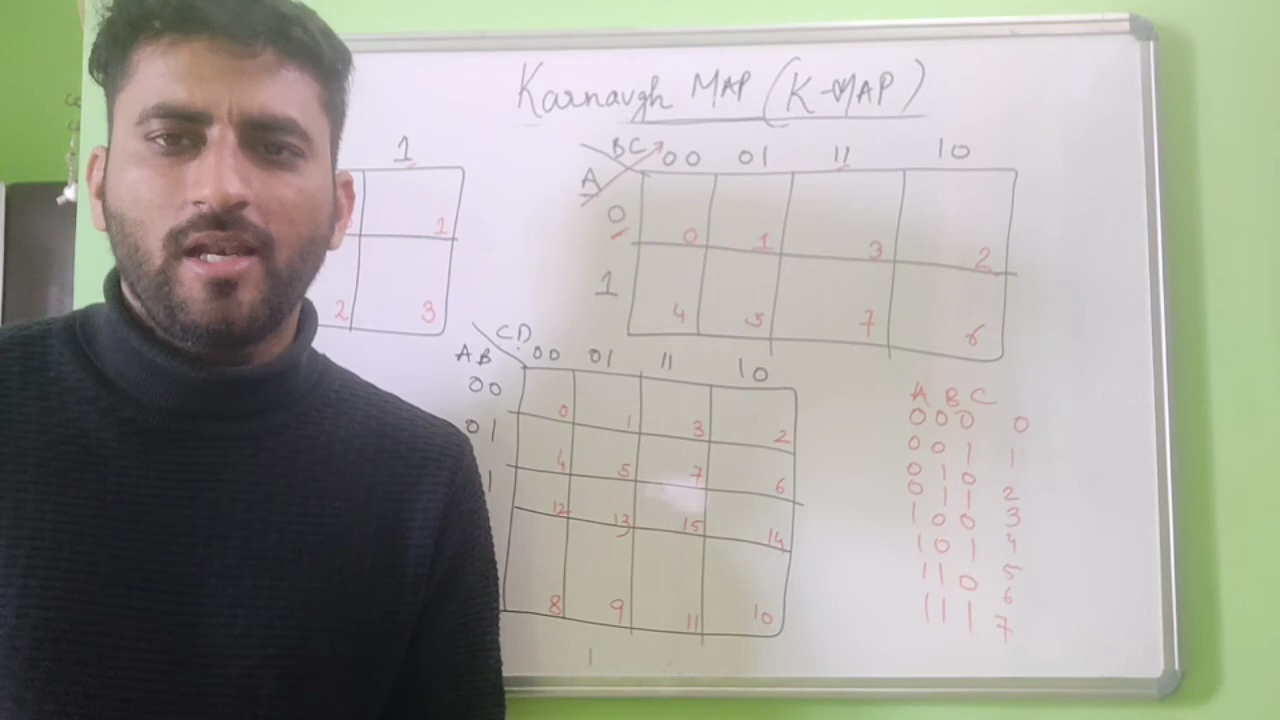 Karnaugh MAP (K-MAP)
1
1
2 3
BC 00 01 11 10
A
0
0 1 3 2
1
4 5 7 6
CD
AB 00 01 11 10
00
0 1 3 2
01
4 5 7 6
1
12 13 15 14
8 9 11 10
1
A B C
0 0 0 0
0 0 1 1
0 1 0 2
0 1 1 3
1 0 0 4
1 0 1 5
1 1 0 6
1 1 1 7